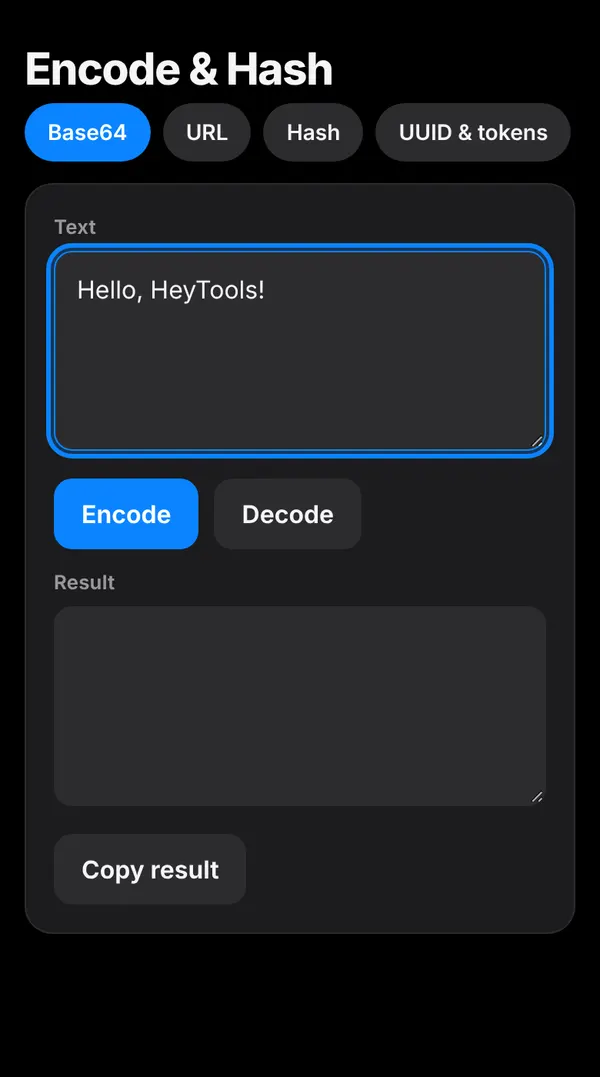 Encode & Hash
Base64 URL Hash UUID & tokens
Text
Hello, HeyTools!
Encode Decode
Result
Copy result